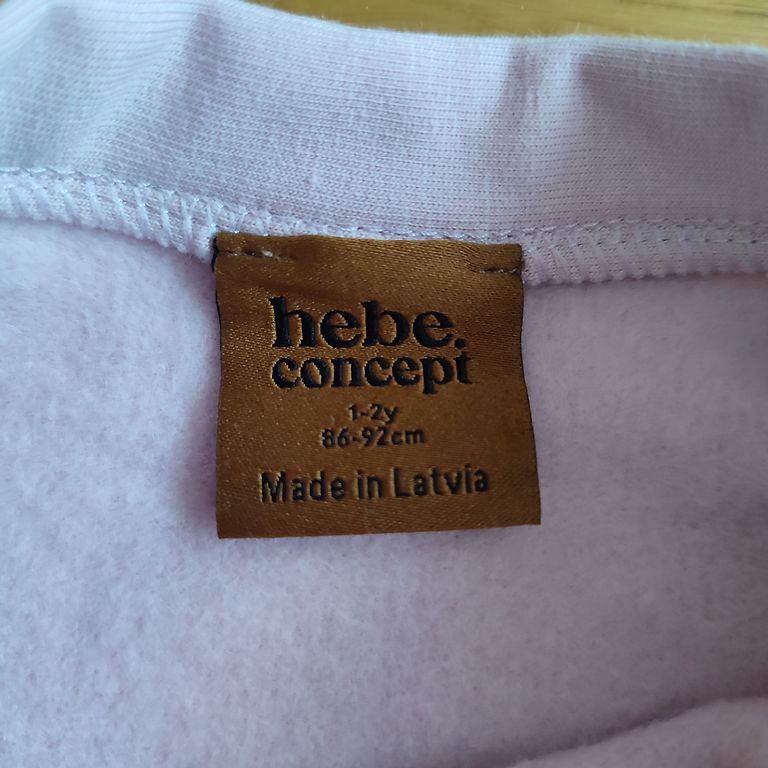 hebe.
concept
1-2y
86-92cm
Made in Latvia